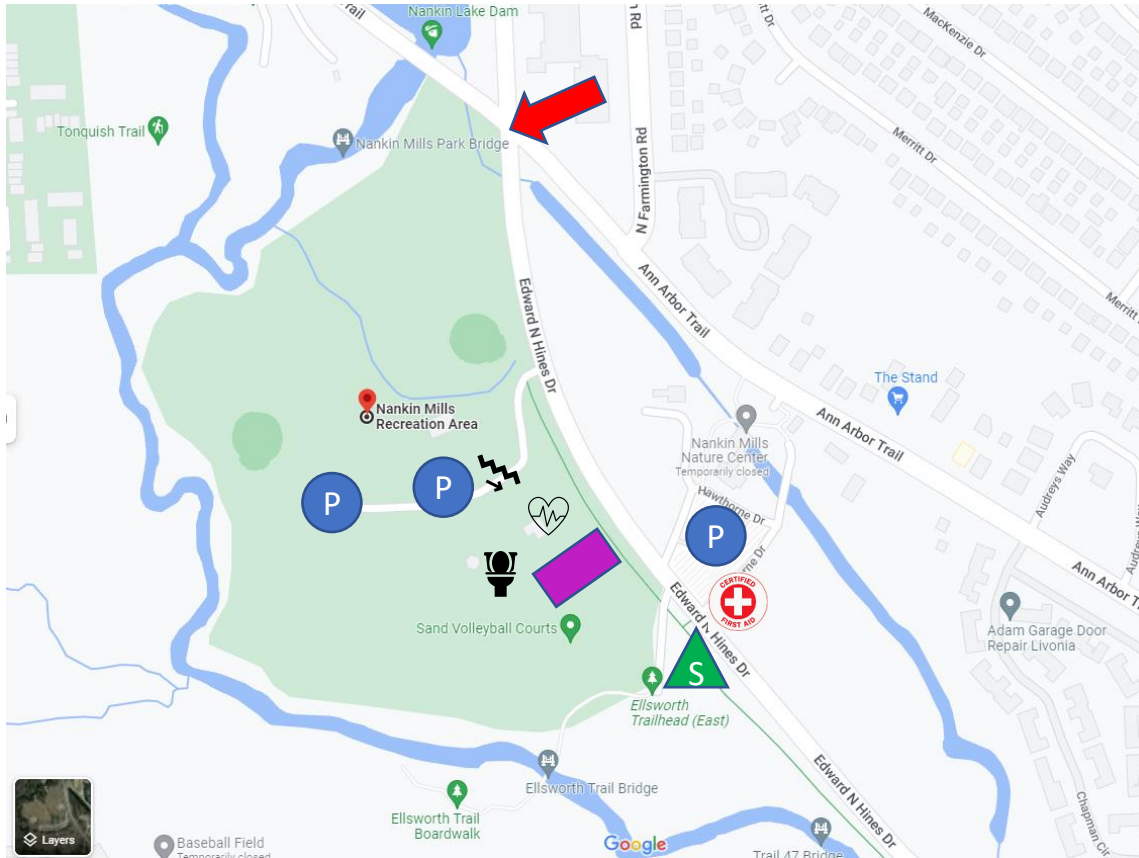 Nankin Lake Dam
Trail
n Rd
MacKenzie Dr
Tonquish Trail
Nankin Mills Park Bridge
Merritt Dr
N Farmington Rd
Edward N Hines Dr
Ann Arbor Trail
Merritt
The Stand
Nankin Mills
Recreation Area
Nankin Mills
Nature Center
Temporarily closed
Ann Arbor Trail
Audreys Way
P
P
P
Hawthorne Dr
rne Dr
CERTIFIED
FIRST AID
Edward N Hines Dr
Sand Volleyball Courts
S
Ann Arbor T
Adam Garage Door
Repair Livonia
Ellsworth
Trailhead (East)
Ellsworth Trail Bridge
Ellsworth Trail
Boardwalk
Edward N Hines Dr
Chapman Cir
Layers
Baseball Field
Temporarily closed
Google
Trail 47 Bridge